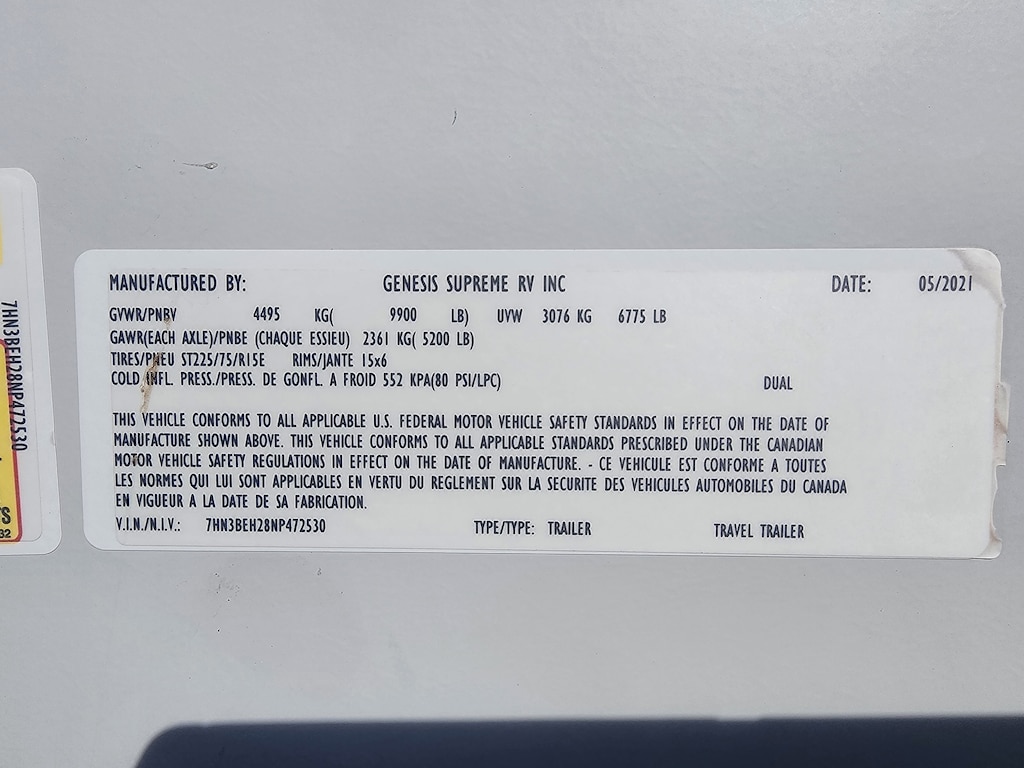 MANUFACTURED BY: GENESIS SUPREME RV INC DATE: 05/2021
GVWR/PNBV 4495 KG( 9900 LB) UVW 3076 KG 6775 LB
GAWR(EACH AXLE)/PNBE (CHAQUE ESSIEU) 2361 KG( 5200 LB)
TIRES/PNEU ST225/75/R15E RIMS/JANTE 15x6
COLD INFL. PRESS./PRESS. DE GONFL. A FROID 552 KPA(80 PSI/LPC) DUAL
THIS VEHICLE CONFORMS TO ALL APPLICABLE U.S. FEDERAL MOTOR VEHICLE SAFETY STANDARDS IN EFFECT ON THE DATE OF
MANUFACTURE SHOWN ABOVE. THIS VEHICLE CONFORMS TO ALL APPLICABLE STANDARDS PRESCRIBED UNDER THE CANADIAN
MOTOR VEHICLE SAFETY REGULATIONS IN EFFECT ON THE DATE OF MANUFACTURE. - CE VEHICULE EST CONFORME A TOUTES
LES NORMES QUI LUI SONT APPLICABLES EN VERTU DU REGLEMENT SUR LA SECURITE DES VEHICULES AUTOMOBILES DU CANADA
EN VIGUEUR A LA DATE DE SA FABRICATION.
V.I.N./N.I.V.: 7HN3BEH28NP472530 TYPE/TYPE: TRAILER TRAVEL TRAILER
7HN3BEH28NP472530